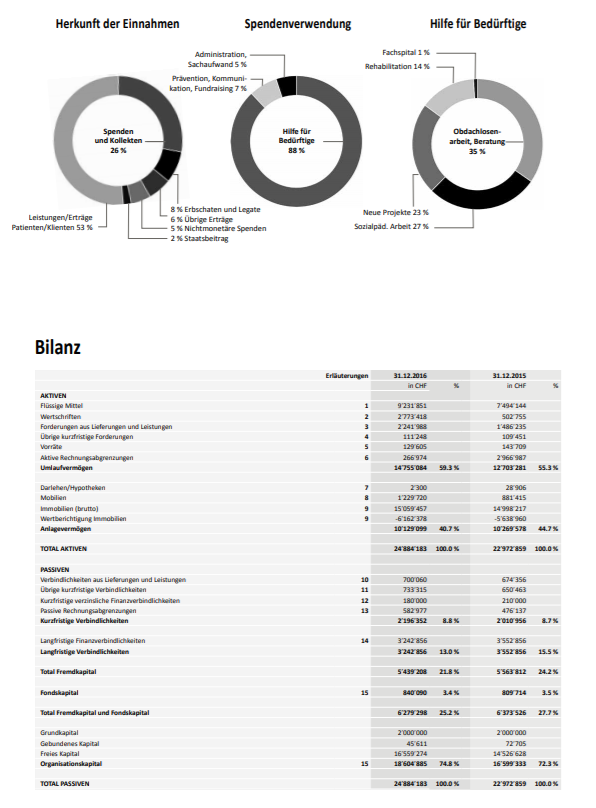 Herkunft der Einnahmen
Spenden
und Kollekten
26 %
8 % Erbschaten und Legate
6 % Übrige Erträge
5 % Nichtmonetäre Spenden
2 % Staatsbeitrag
Leistungen/Erträge
Patienten/Klienten 53 %
Spendenverwendung
Administration,
Sachaufwand 5 %
Prävention, Kommuni-
kation, Fundraising 7 %
Hilfe für
Bedürftige
88 %
Hilfe für Bedürftige
Fachspital 1 %
Rehabilitation 14 %
Obdachlosen-
arbeit, Beratung
35 %
Neue Projekte 23 %
Sozialpäd. Arbeit 27 %
Bilanz
Erläuterungen 31.12.2016 31.12.2015
in CHF % in CHF %
AKTIVEN
Flüssige Mittel 1 9'231'851 7'494'144
Wertschriften 2 2'773'418 502'755
Forderungen aus Lieferungen und Leistungen 3 2'241'988 1'486'235
Übrige kurzfristige Forderungen 4 111'248 109'451
Vorräte 5 129'605 143'709
Aktive Rechnungsabgrenzungen 6 266'974 2'966'987
Umlaufvermögen 14'755'084 59.3 % 12'703'281 55.3 %
Darlehen/Hypotheken 7 2'300 28'906
Mobilien 8 1'229'720 881'415
Immobilien (brutto) 9 15'059'457 14'998'217
Wertberichtigung Immobilien 9 -6'162'378 -5'638'960
Anlagevermögen 10'129'099 40.7 % 10'269'578 44.7 %
TOTAL AKTIVEN 24'884'183 100.0 % 22'972'859 100.0 %
PASSIVEN
Verbindlichkeiten aus Lieferungen und Leistungen 10 700'060 674'356
Übrige kurzfristige Verbindlichkeiten 11 733'315 650'463
Kurzfristige verzinsliche Finanzverbindlichkeiten 12 180'000 210'000
Passive Rechnungsabgrenzungen 13 582'977 476'137
Kurzfristige Verbindlichkeiten 2'196'352 8.8 % 2'010'956 8.7 %
Langfristige Finanzverbindlichkeiten 14 3'242'856 3'552'856
Langfristige Verbindlichkeiten 3'242'856 13.0 % 3'552'856 15.5 %
Total Fremdkapital 5'439'208 21.8 % 5'563'812 24.2 %
Fondskapital 15 840'090 3.4 % 809'714 3.5 %
Total Fremdkapital und Fondskapital 6'279'298 25.2 % 6'373'526 27.7 %
Grundkapital 2'000'000 2'000'000
Gebundenes Kapital 45'611 72'705
Freies Kapital 16'559'274 14'526'628
Organisationskapital 15 18'604'885 74.8 % 16'599'333 72.3 %
TOTAL PASSIVEN 24'884'183 100.0 % 22'972'859 100.0 %